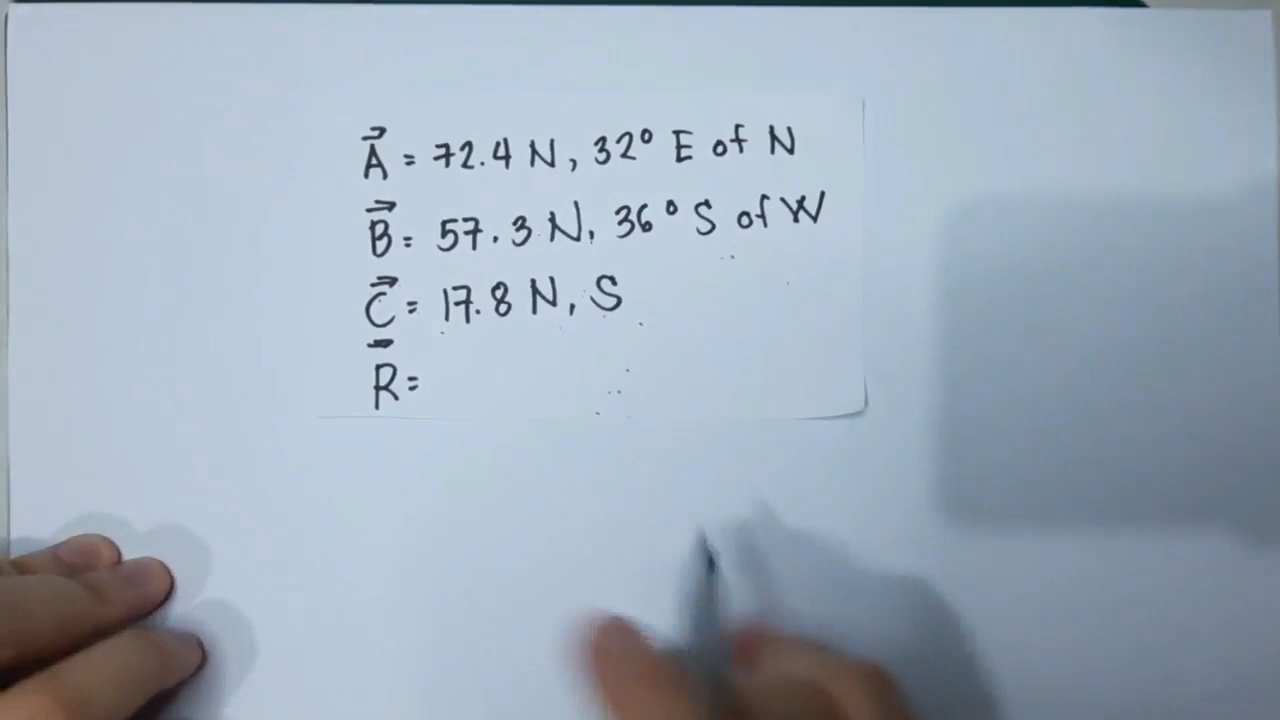 A⃗ = 72.4 N, 32° E of N
B⃗ = 57.3 N, 36° S of W
C⃗ = 17.8 N, S
R⃗ =